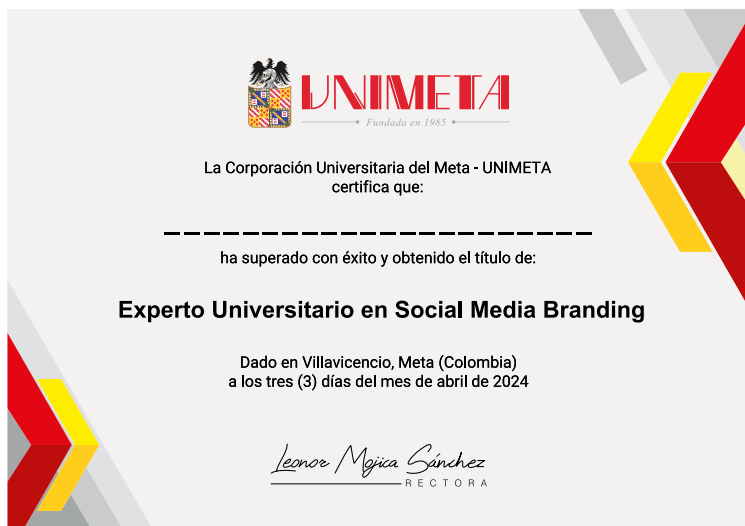 UNIMETA
Fundada en 1985
La Corporación Universitaria del Meta - UNIMETA
certifica que:
ha superado con éxito y obtenido el título de:
Experto Universitario en Social Media Branding
Dado en Villavicencio, Meta (Colombia)
a los tres (3) días del mes de abril de 2024
Leonor Mojica Sánchez
RECTORA